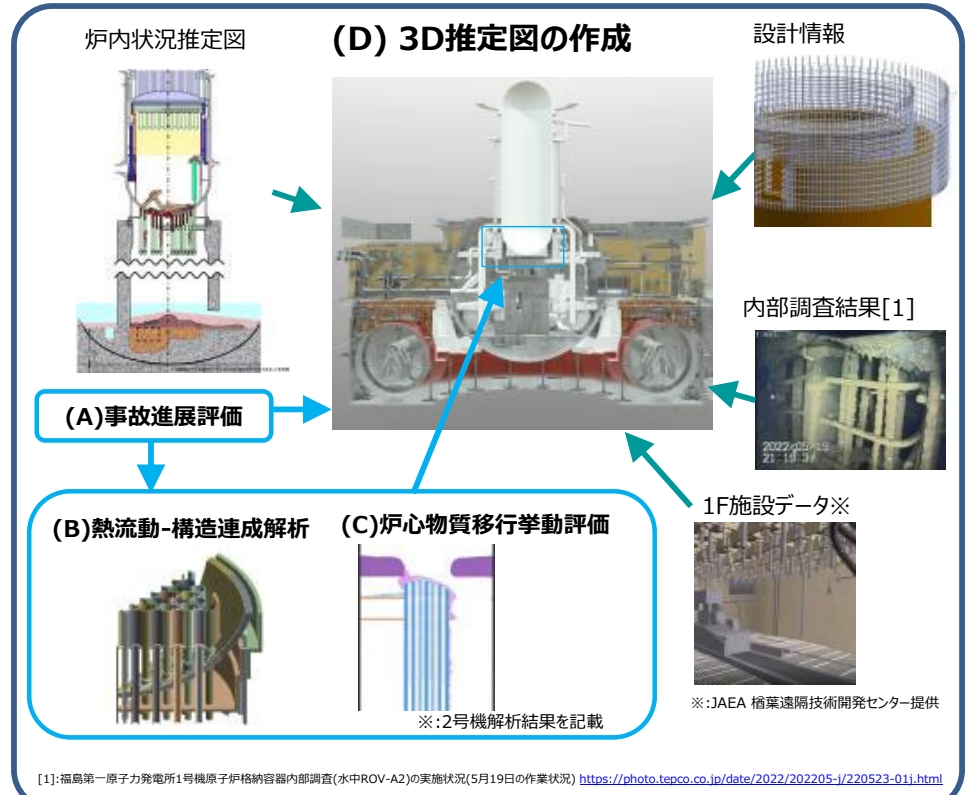 炉内状況推定図
(D) 3D推定図の作成
設計情報
内部調査結果[1]
2022/05/19
(A)事故進展評価
1F施設データ※
(B)熱流動-構造連成解析
(C)炉心物質移行挙動評価
※:JAEA 楢葉遠隔技術開発センター提供
※:2号機解析結果を記載
[1]:福島第一原子力発電所1号機原子炉格納容器内部調査(水中ROV-A2)の実施状況(5月19日の作業状況) https://photo.tepco.co.jp/date/2022/202205-j/220523-01j.html